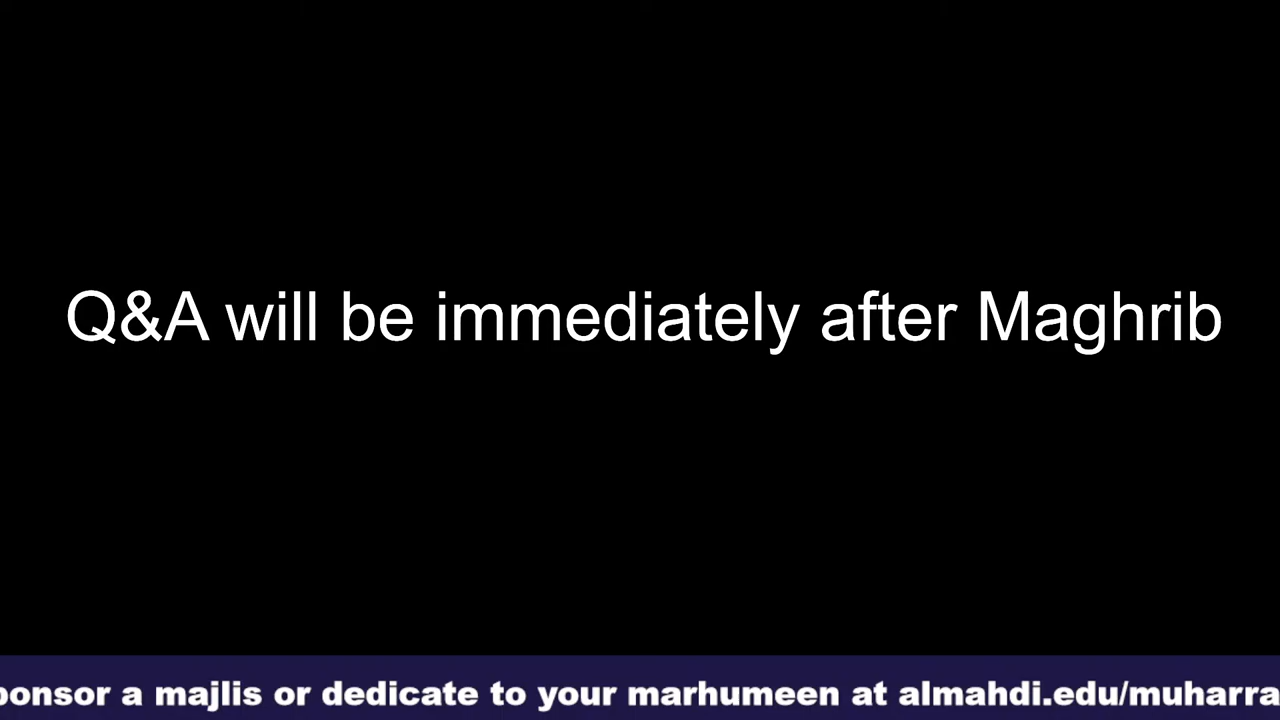 Q&A will be immediately after Maghrib
ponsor a majlis or dedicate to your marhumeen at almahdi.edu/muharra